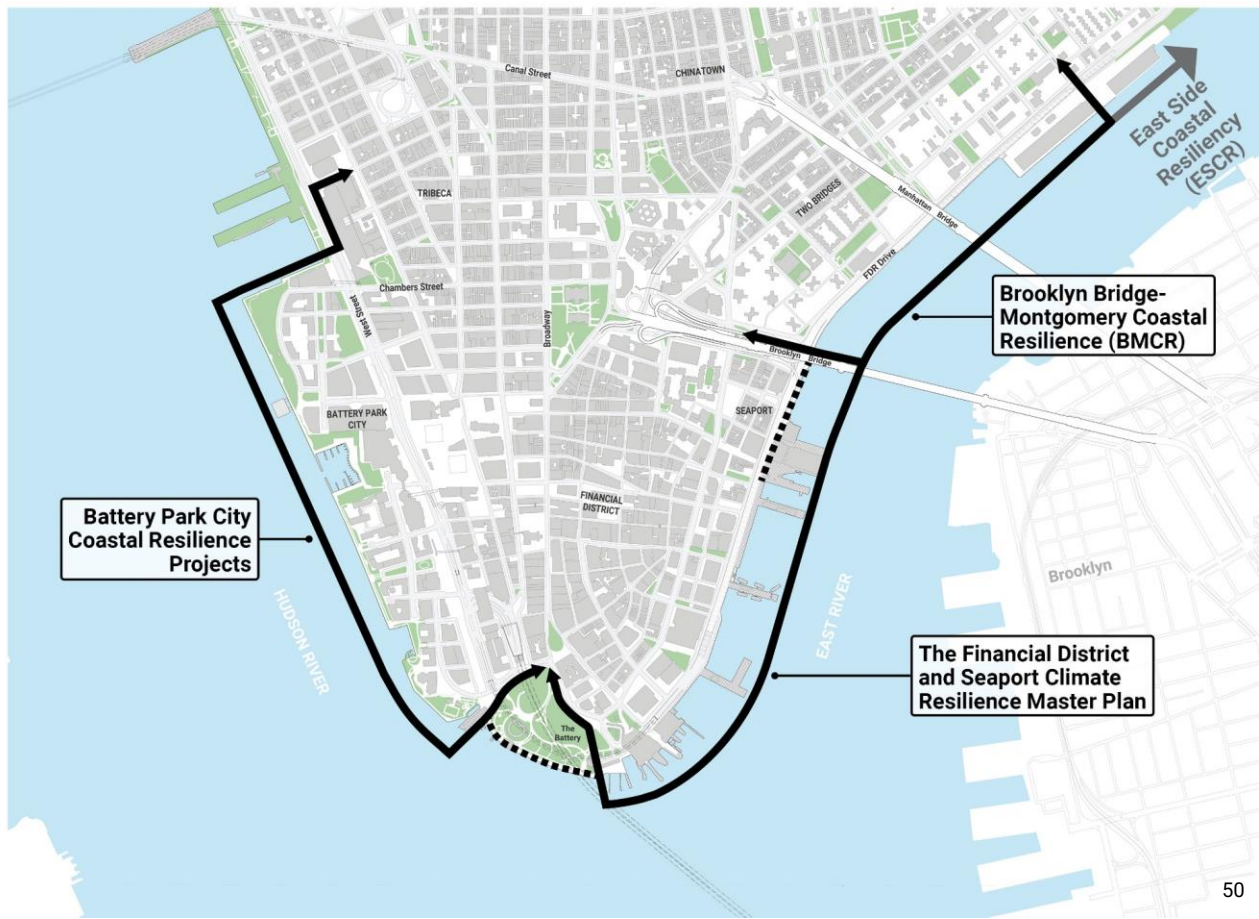 Canal Street
CHINATOWN
East Side
Coastal
Resiliency
(ESCR)
TRIBECA
TWO BRIDGES
Manhattan Bridge
FDR Drive
Chambers Street
West Street
Broadway
Brooklyn Bridge-
Montgomery Coastal
Resilience (BMCR)
Brooklyn Bridge
BATTERY PARK
CITY
SEAPORT
FINANCIAL
DISTRICT
Battery Park City
Coastal Resilience
Projects
Brooklyn
HUDSON RIVER
EAST RIVER
The Financial District
and Seaport Climate
Resilience Master Plan
The
Battery
50